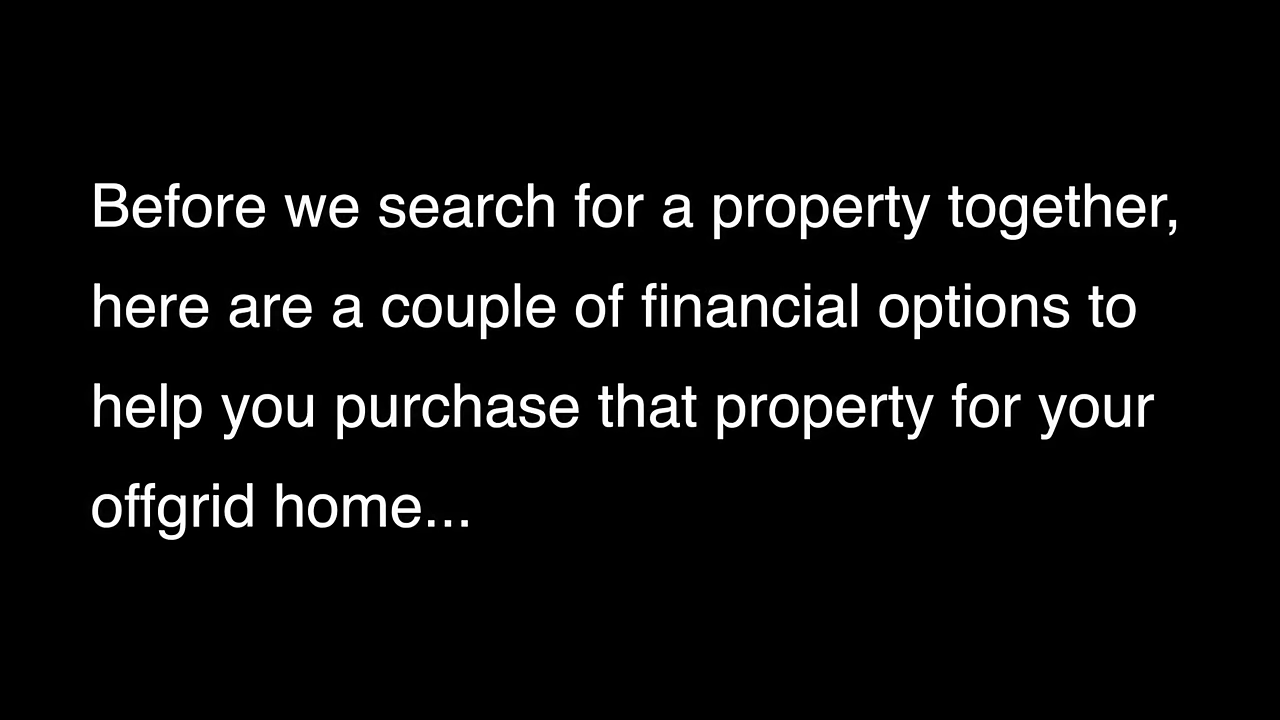 Before we search for a property together,
here are a couple of financial options to
help you purchase that property for your
offgrid home...